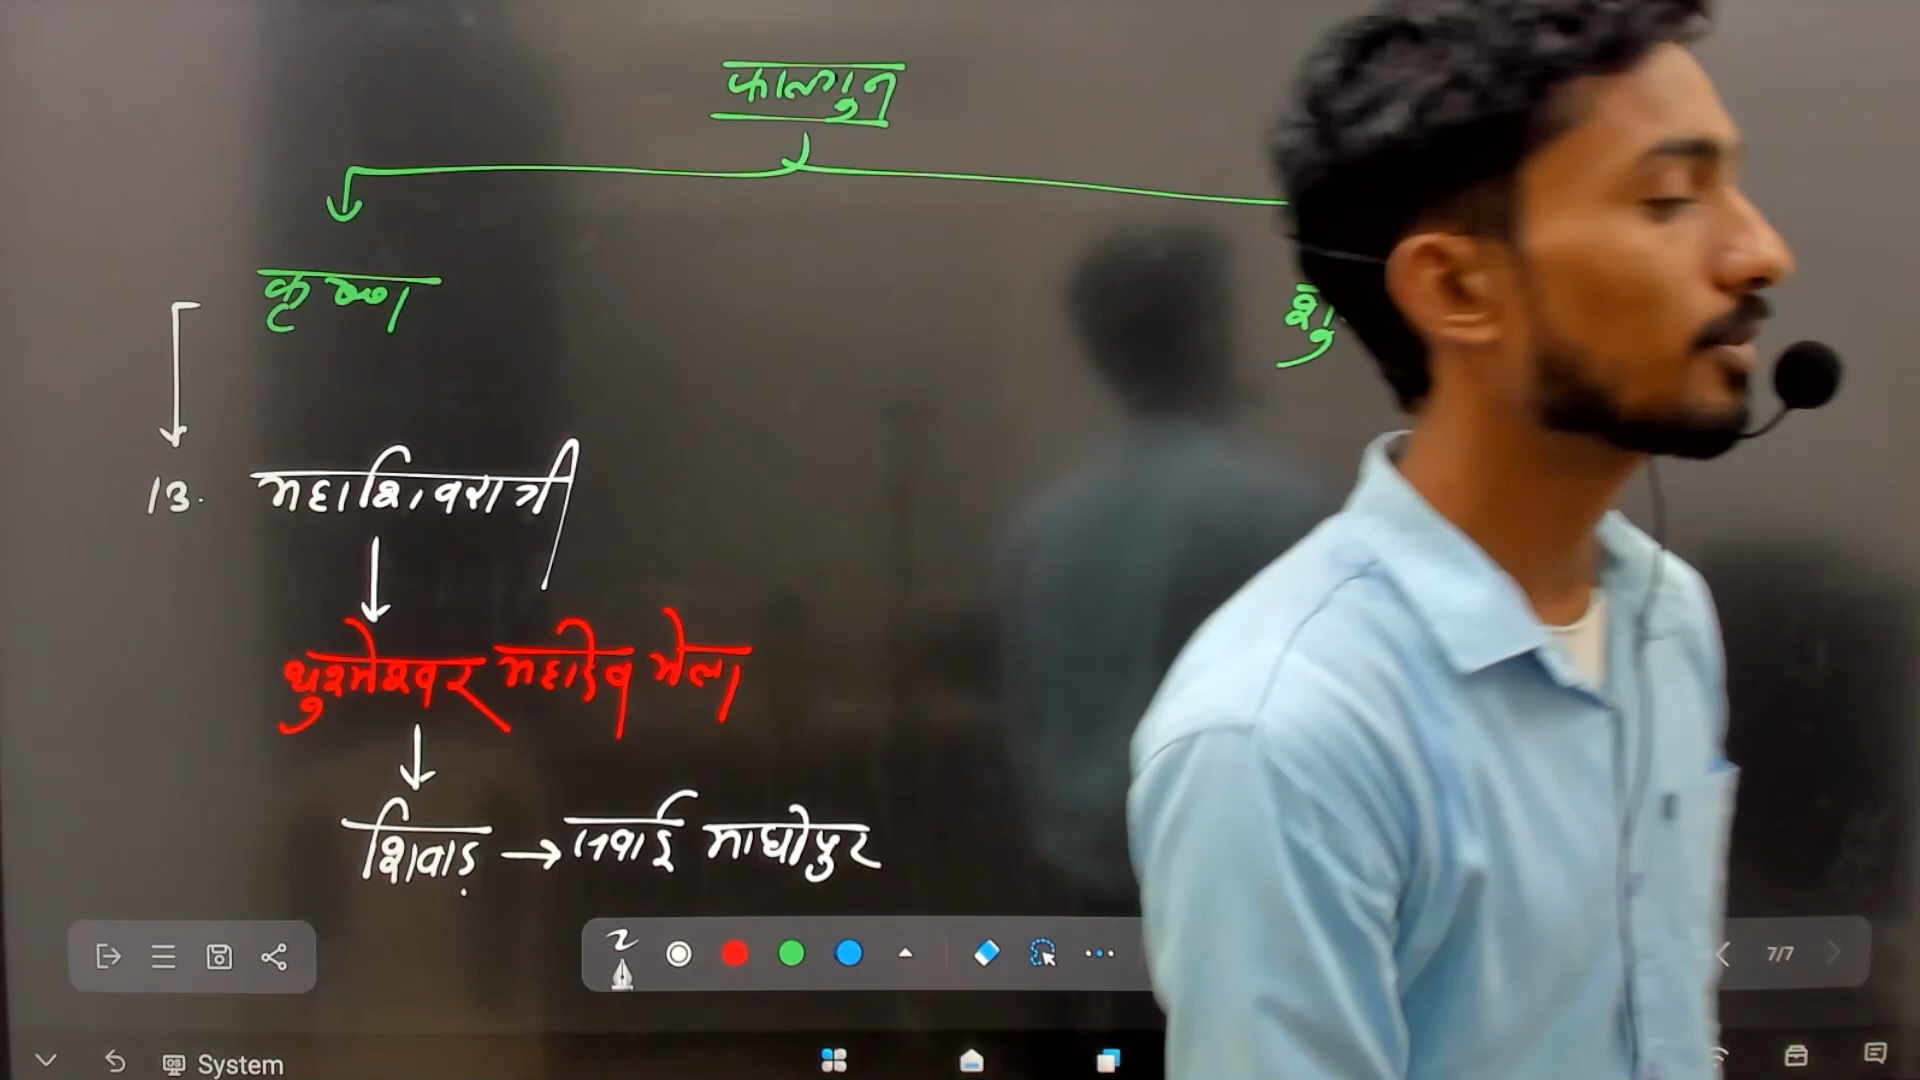 फाल्गुन
कृष्ण
शु
13. महाशिवरात्री
घुश्मेश्वर महादेव मेला
शिवाड़ → सवाई माधोपुर
7/7
System